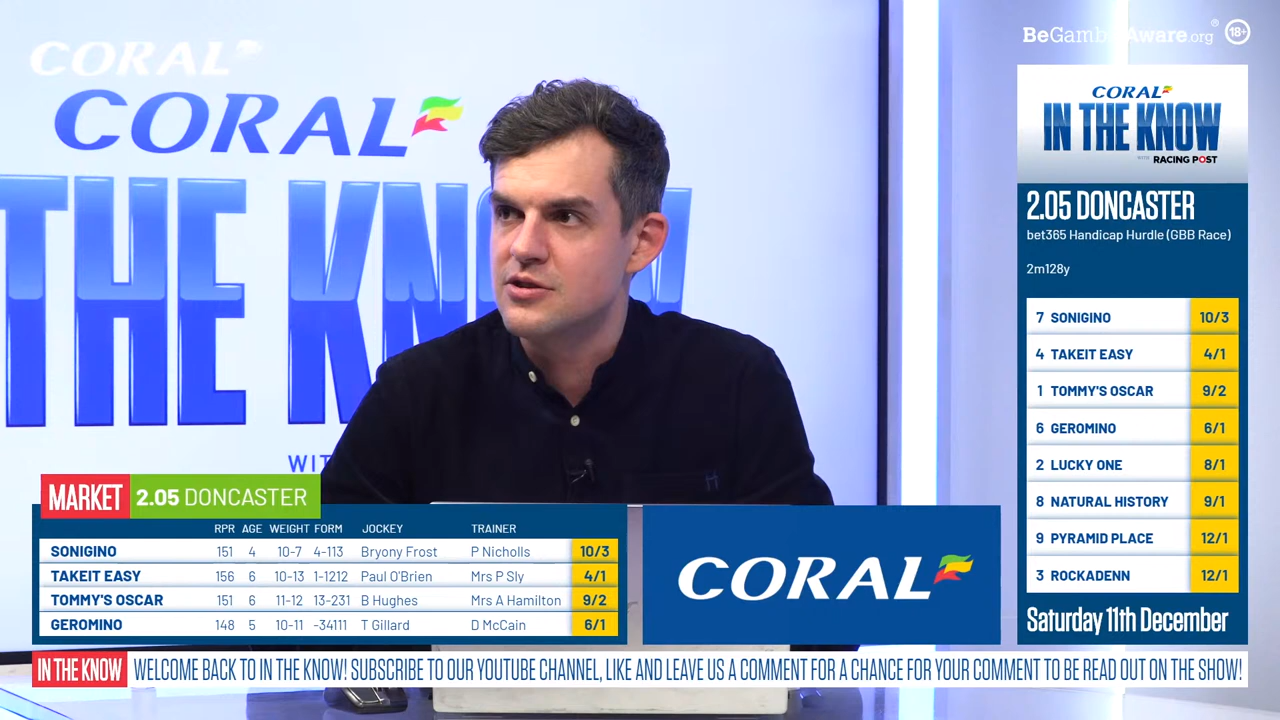 CORAL
BeGambleAware.org® 18+
CORAL
THE KNOW
WIT
CORAL
IN THE KNOW
WITH RACING POST
2.05 DONCASTER
bet365 Handicap Hurdle (GBB Race)
2m128y
7 SONIGINO 10/3
4 TAKEIT EASY 4/1
1 TOMMY'S OSCAR 9/2
6 GEROMINO 6/1
2 LUCKY ONE 8/1
8 NATURAL HISTORY 9/1
9 PYRAMID PLACE 12/1
3 ROCKADENN 12/1
Saturday 11th December
MARKET 2.05 DONCASTER
RPR AGE WEIGHT FORM JOCKEY TRAINER
SONIGINO 151 4 10-7 4-113 Bryony Frost P Nicholls 10/3
TAKEIT EASY 156 6 10-13 1-1212 Paul O'Brien Mrs P Sly 4/1
TOMMY'S OSCAR 151 6 11-12 13-231 B Hughes Mrs A Hamilton 9/2
GEROMINO 148 5 10-11 -34111 T Gillard D McCain 6/1
CORAL
IN THE KNOW WELCOME BACK TO IN THE KNOW! SUBSCRIBE TO OUR YOUTUBE CHANNEL, LIKE AND LEAVE US A COMMENT FOR A CHANCE FOR YOUR COMMENT TO BE READ OUT ON THE SHOW!